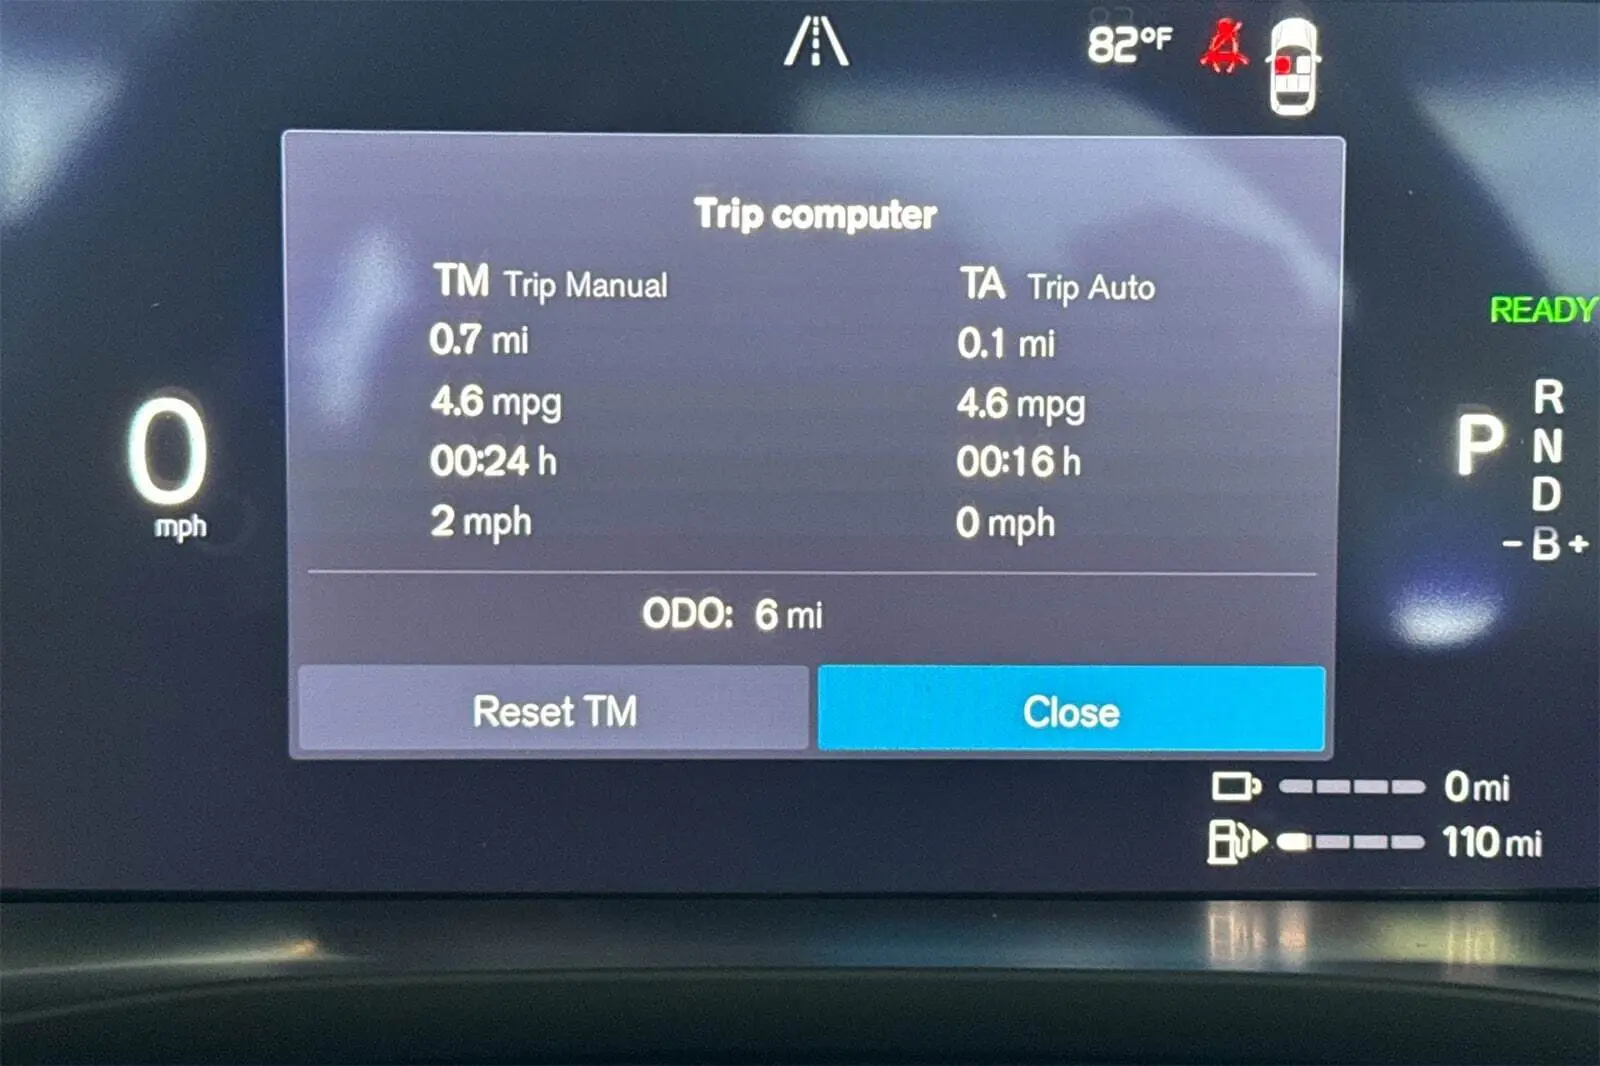 82°F
Trip computer
TM Trip Manual
0.7 mi
4.6 mpg
00:24 h
2 mph
TA Trip Auto
0.1 mi
4.6 mpg
00:16 h
0 mph
ODO: 6 mi
Reset TM
Close
0
mph
READY
P
R
N
D
-B+
0 mi
110 mi